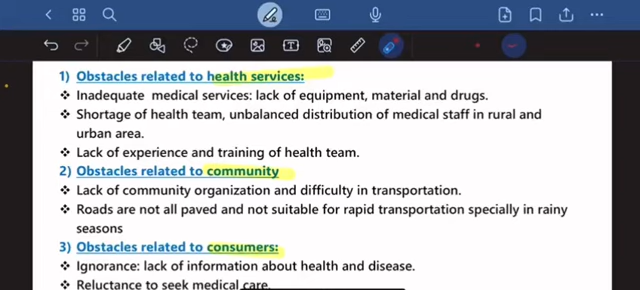 1) Obstacles related to health services:
❖ Inadequate medical services: lack of equipment, material and drugs.
❖ Shortage of health team, unbalanced distribution of medical staff in rural and
urban area.
❖ Lack of experience and training of health team.
2) Obstacles related to community
❖ Lack of community organization and difficulty in transportation.
❖ Roads are not all paved and not suitable for rapid transportation specially in rainy
seasons
3) Obstacles related to consumers:
❖ Ignorance: lack of information about health and disease.
❖ Reluctance to seek medical care.